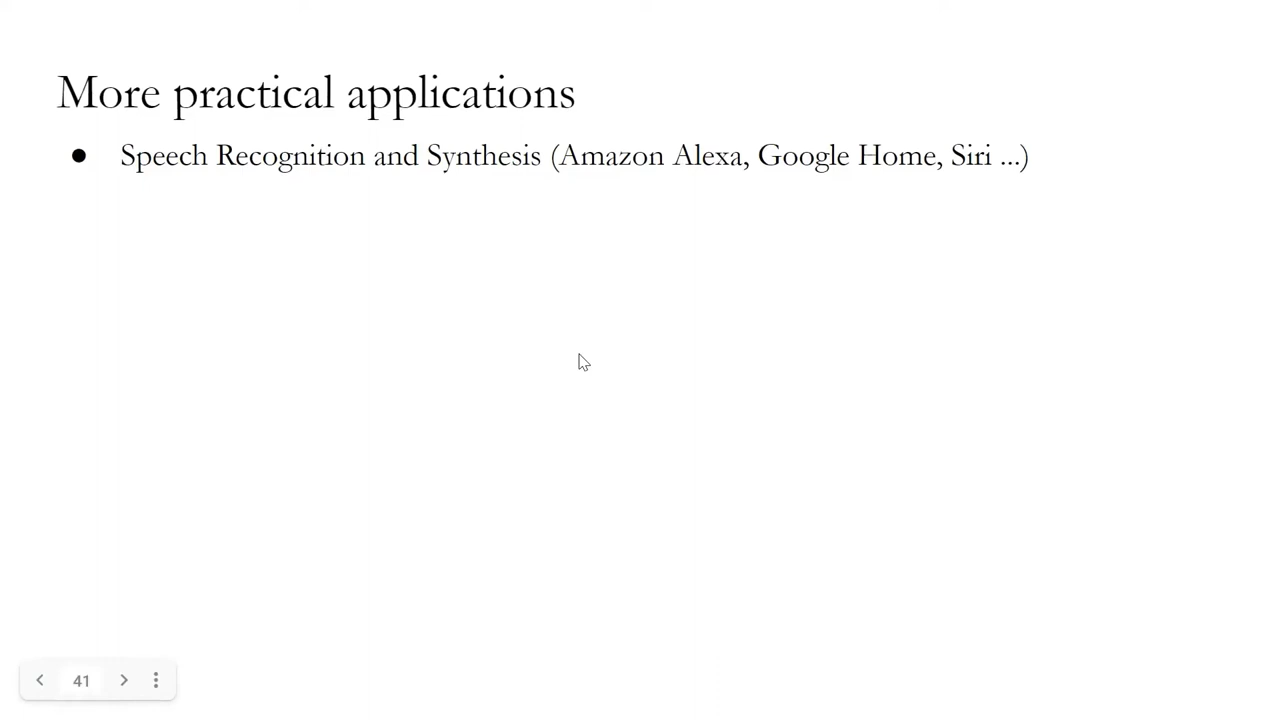 More practical applications
● Speech Recognition and Synthesis (Amazon Alexa, Google Home, Siri ...)
41